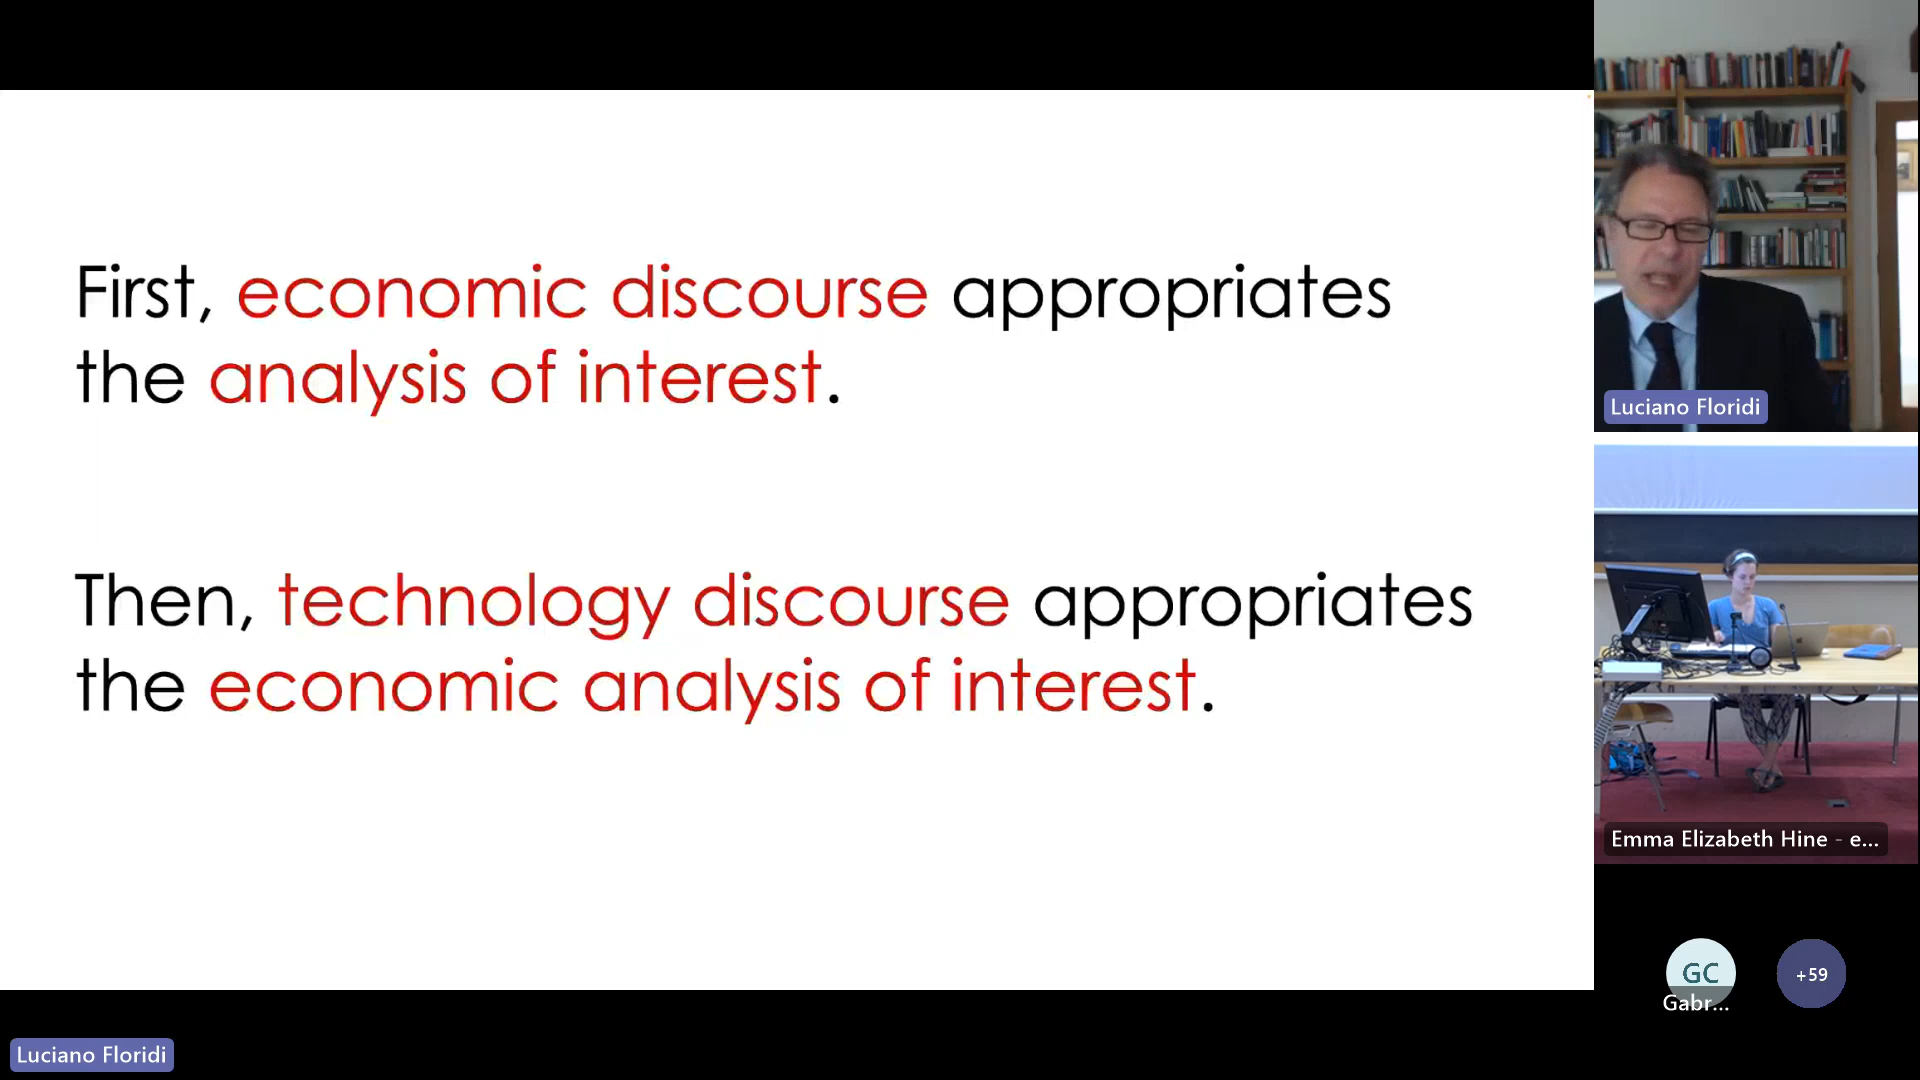 First, economic discourse appropriates
the analysis of interest.
Then, technology discourse appropriates
the economic analysis of interest.
Luciano Floridi
Emma Elizabeth Hine - e...
GC
Gabr...
+59
Luciano Floridi